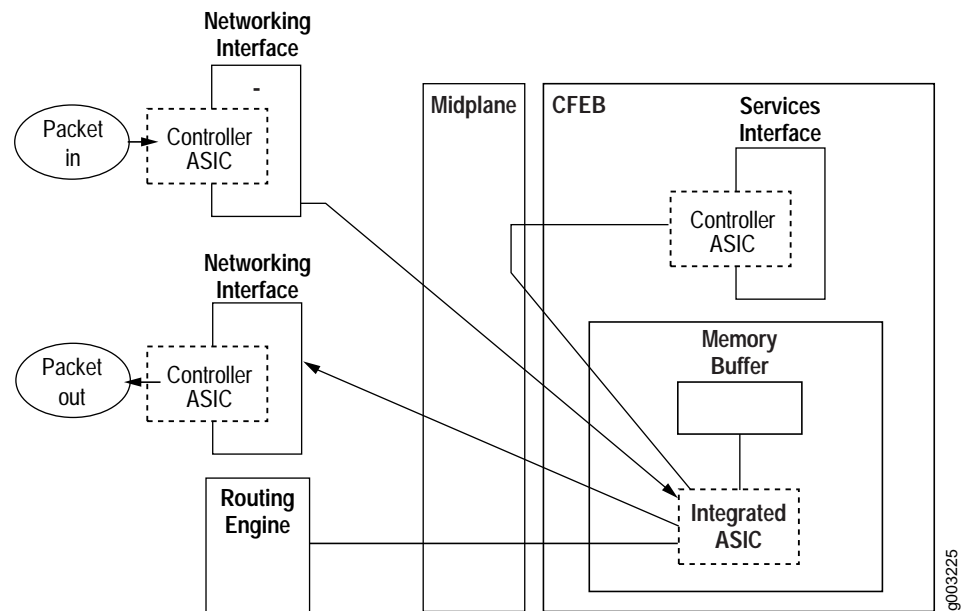 Networking
Interface
-
Packet
in
Controller
ASIC
Midplane
CFEB
Services
Interface
Controller
ASIC
Networking
Interface
Packet
out
Controller
ASIC
Memory
Buffer
Routing
Engine
Integrated
ASIC
g003225